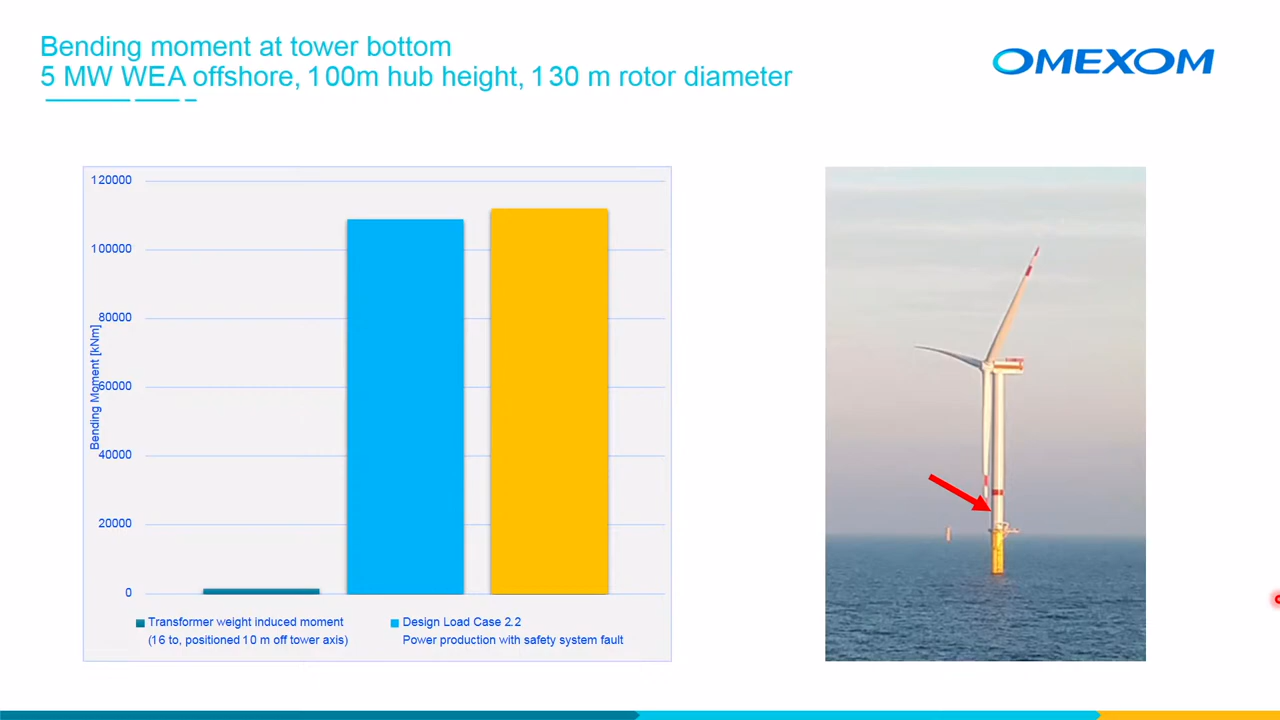 Bending moment at tower bottom
5 MW WEA offshore, 100m hub height, 130 m rotor diameter
OMEXOM
120000
100000
80000
60000
40000
20000
0
Bending Moment [kNm]
Transformer weight induced moment
(16 to, positioned 10 m off tower axis)
Design Load Case 2.2
Power production with safety system fault